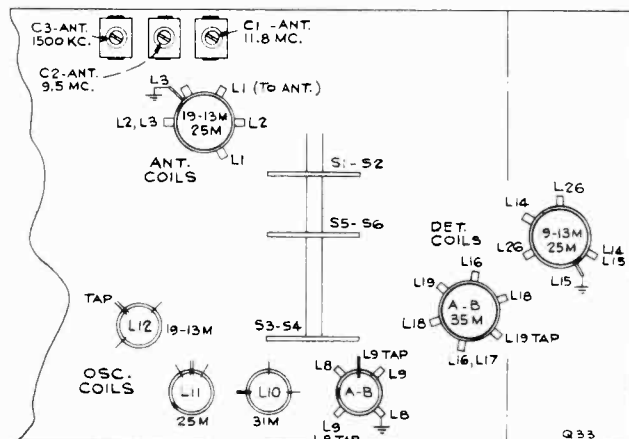 C3-ANT.
1500 KC.
C2-ANT.
9.5 MC.
C1 -ANT.
11.8 MC.
L3
L1 (TO ANT.)
19-13M
25M
L2, L3
L2
L1
ANT.
COILS
S1-S2
S5-S6
S3-S4
DET.
COILS
L26
L14
9-13M
25M
L26
L14
L15
L15
L16
L19
L18
A-B
35M
L18
L19 TAP
L16, L17
TAP
L12
19-13M
OSC.
COILS
L11
25M
L10
31M
L9 TAP
L8
L9
A-B
L9
L8
L8 TAP
Q33